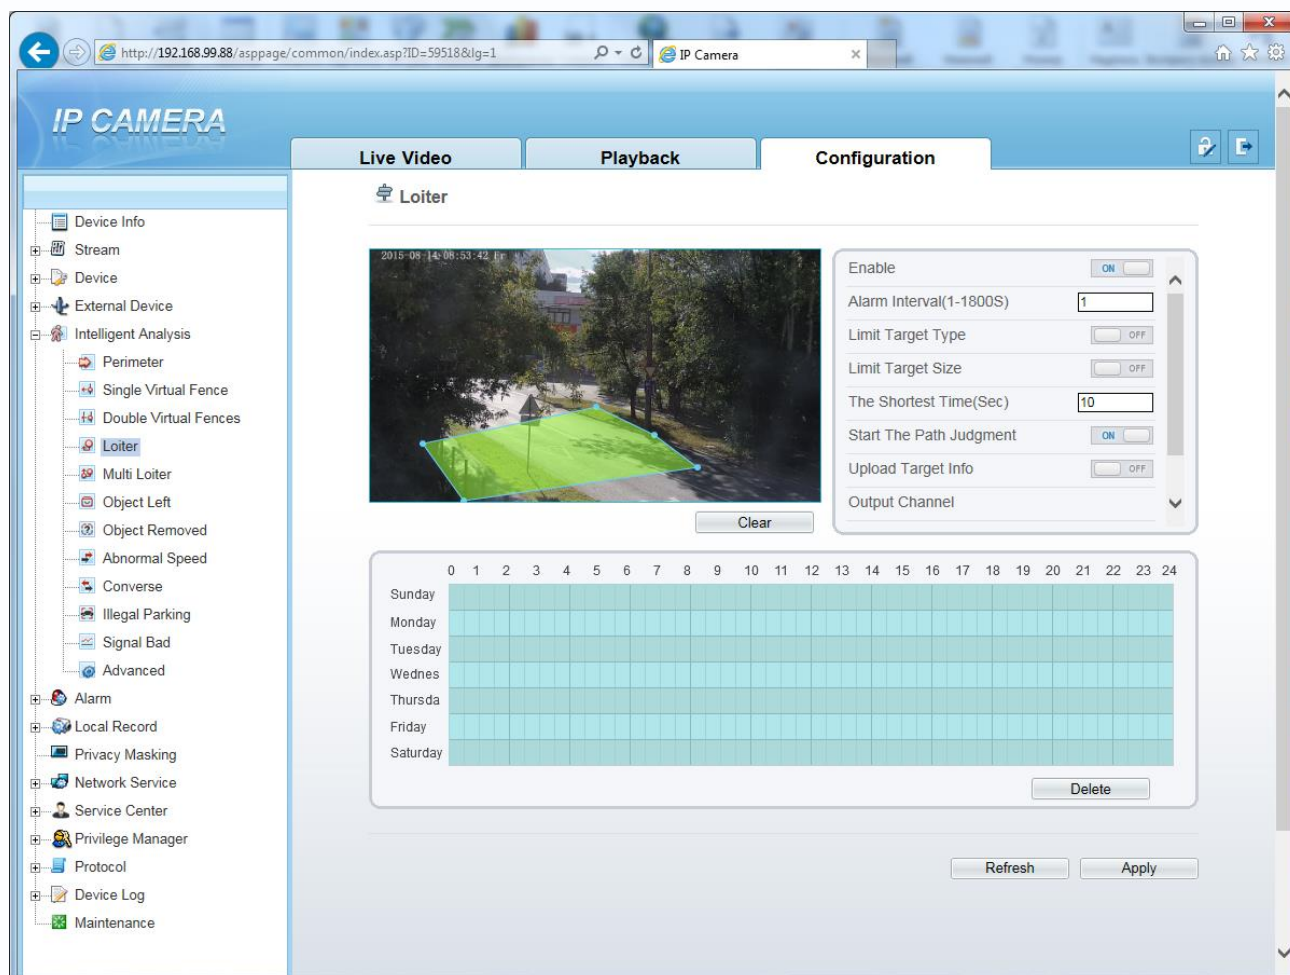 http://192.168.99.88/asppage/common/index.asp?ID=59518&lg=1
IP Camera
IP CAMERA
Live Video
Playback
Configuration
Loiter
Device Info
Stream
Device
External Device
Intelligent Analysis
Perimeter
Single Virtual Fence
Double Virtual Fences
Loiter
Multi Loiter
Object Left
Object Removed
Abnormal Speed
Converse
Illegal Parking
Signal Bad
Advanced
Alarm
Local Record
Privacy Masking
Network Service
Service Center
Privilege Manager
Protocol
Device Log
Maintenance
2015-08-14 08:53:42 Fr
Clear
Enable ON
Alarm Interval(1-1800S) 1
Limit Target Type OFF
Limit Target Size OFF
The Shortest Time(Sec) 10
Start The Path Judgment ON
Upload Target Info OFF
Output Channel
0 1 2 3 4 5 6 7 8 9 10 11 12 13 14 15 16 17 18 19 20 21 22 23 24
Sunday
Monday
Tuesday
Wednes
Thursda
Friday
Saturday
Delete
Refresh Apply